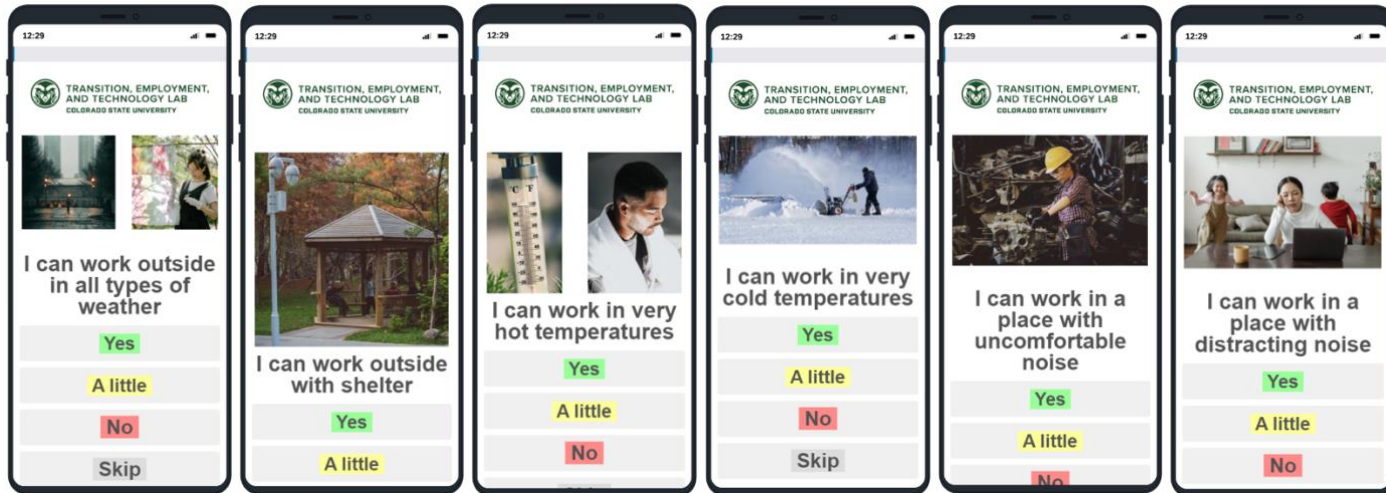 12:29
TRANSITION, EMPLOYMENT,
AND TECHNOLOGY LAB
COLORADO STATE UNIVERSITY
I can work outside
in all types of
weather
Yes
A little
No
Skip
12:29
TRANSITION, EMPLOYMENT,
AND TECHNOLOGY LAB
COLORADO STATE UNIVERSITY
I can work outside
with shelter
Yes
A little
12:29
TRANSITION, EMPLOYMENT,
AND TECHNOLOGY LAB
COLORADO STATE UNIVERSITY
°C °F
I can work in very
hot temperatures
Yes
A little
No
12:29
TRANSITION, EMPLOYMENT,
AND TECHNOLOGY LAB
COLORADO STATE UNIVERSITY
I can work in very
cold temperatures
Yes
A little
No
Skip
12:29
TRANSITION, EMPLOYMENT,
AND TECHNOLOGY LAB
COLORADO STATE UNIVERSITY
I can work in a
place with
uncomfortable
noise
Yes
A little
No
12:29
TRANSITION, EMPLOYMENT,
AND TECHNOLOGY LAB
COLORADO STATE UNIVERSITY
I can work in a
place with
distracting noise
Yes
A little
No